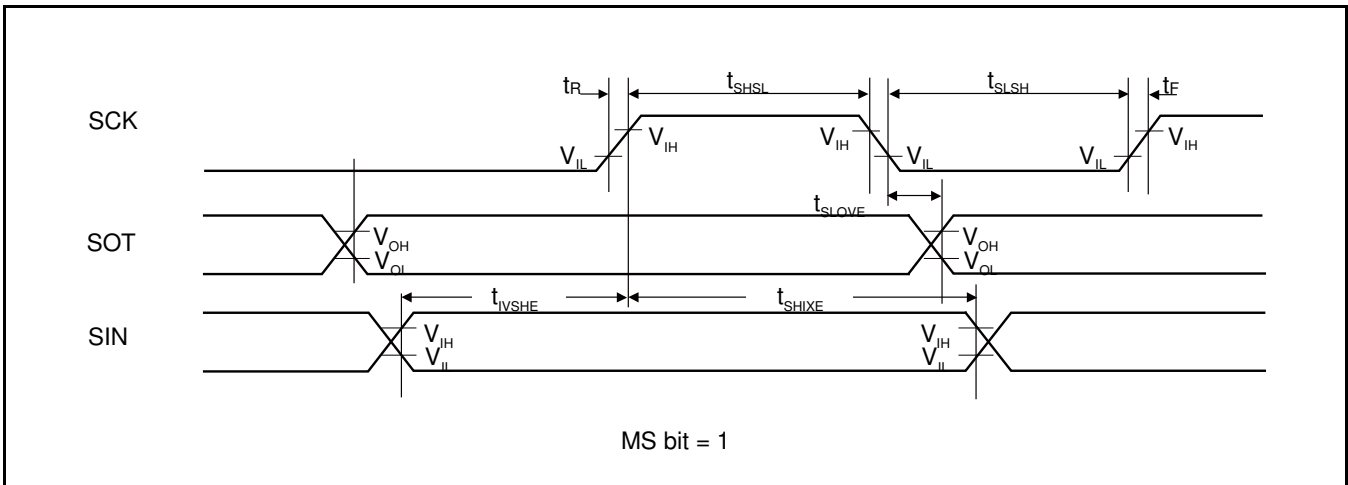 tR tSHSL tSLSH tF
SCK
VIH VIH VIH
VIL VIL VIL
tSLOVE
SOT
VOH VOH
VOL VOL
tIVSHE tSHIXE
SIN
VIH VIH
VIL VIL
MS bit = 1